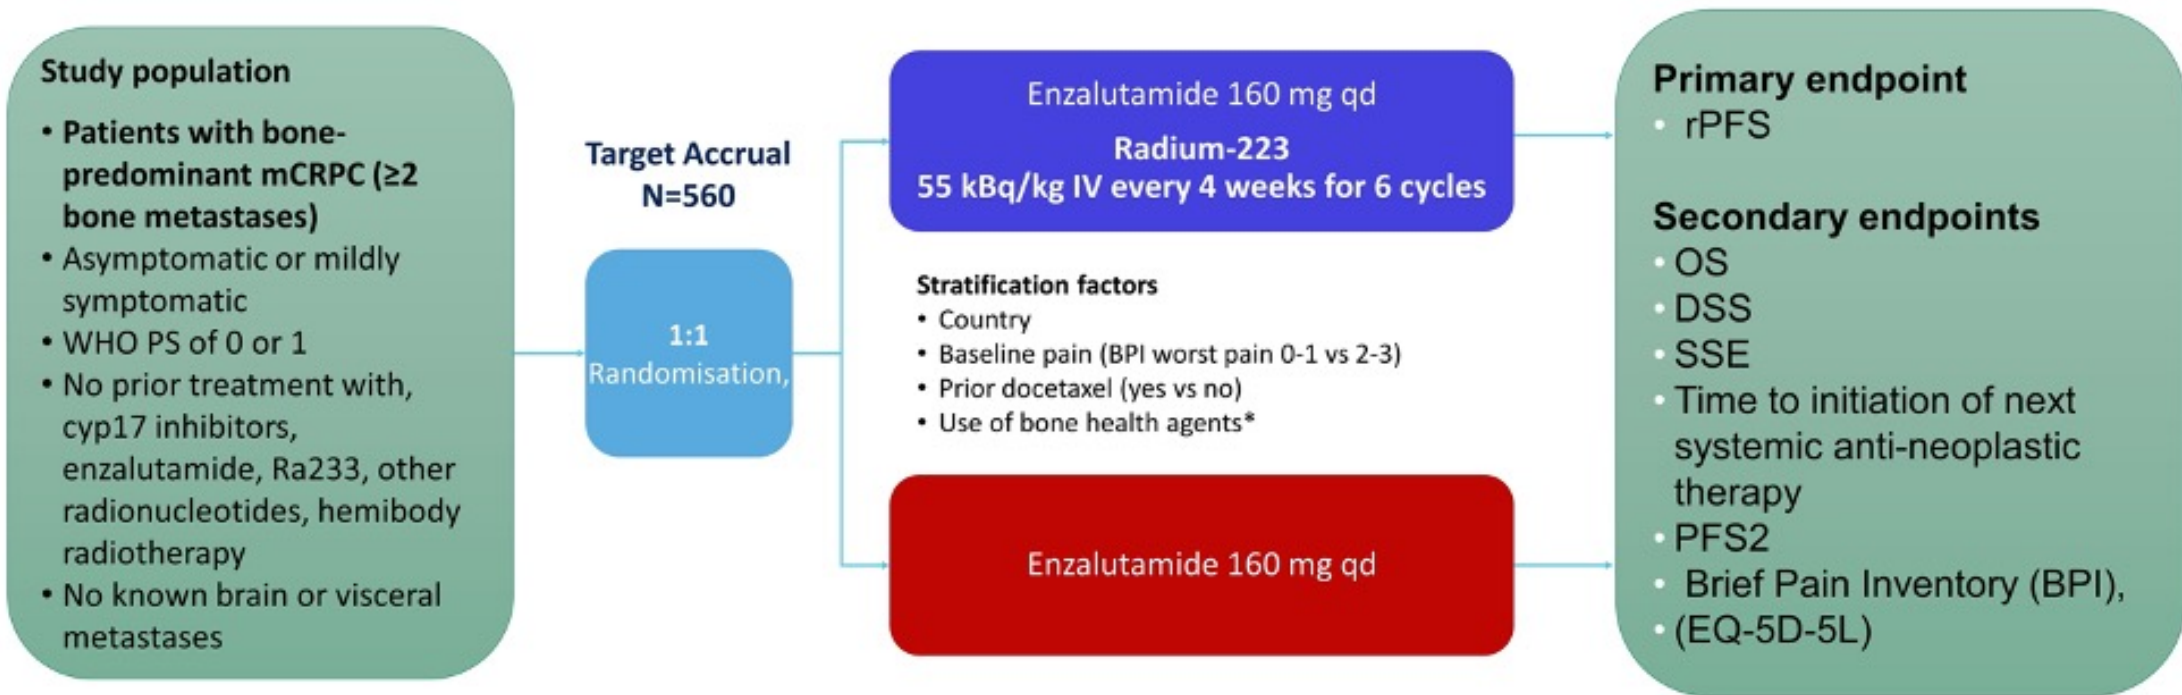 Study population
• Patients with bone-
predominant mCRPC (≥2
bone metastases)
• Asymptomatic or mildly
symptomatic
• WHO PS of 0 or 1
• No prior treatment with,
cyp17 inhibitors,
enzalutamide, Ra233, other
radionucleotides, hemibody
radiotherapy
• No known brain or visceral
metastases
Target Accrual
N=560
1:1
Randomisation,
Enzalutamide 160 mg qd
Radium-223
55 kBq/kg IV every 4 weeks for 6 cycles
Stratification factors
• Country
• Baseline pain (BPI worst pain 0-1 vs 2-3)
• Prior docetaxel (yes vs no)
• Use of bone health agents*
Enzalutamide 160 mg qd
Primary endpoint
• rPFS
Secondary endpoints
• OS
• DSS
• SSE
• Time to initiation of next
systemic anti-neoplastic
therapy
• PFS2
• Brief Pain Inventory (BPI),
• (EQ-5D-5L)